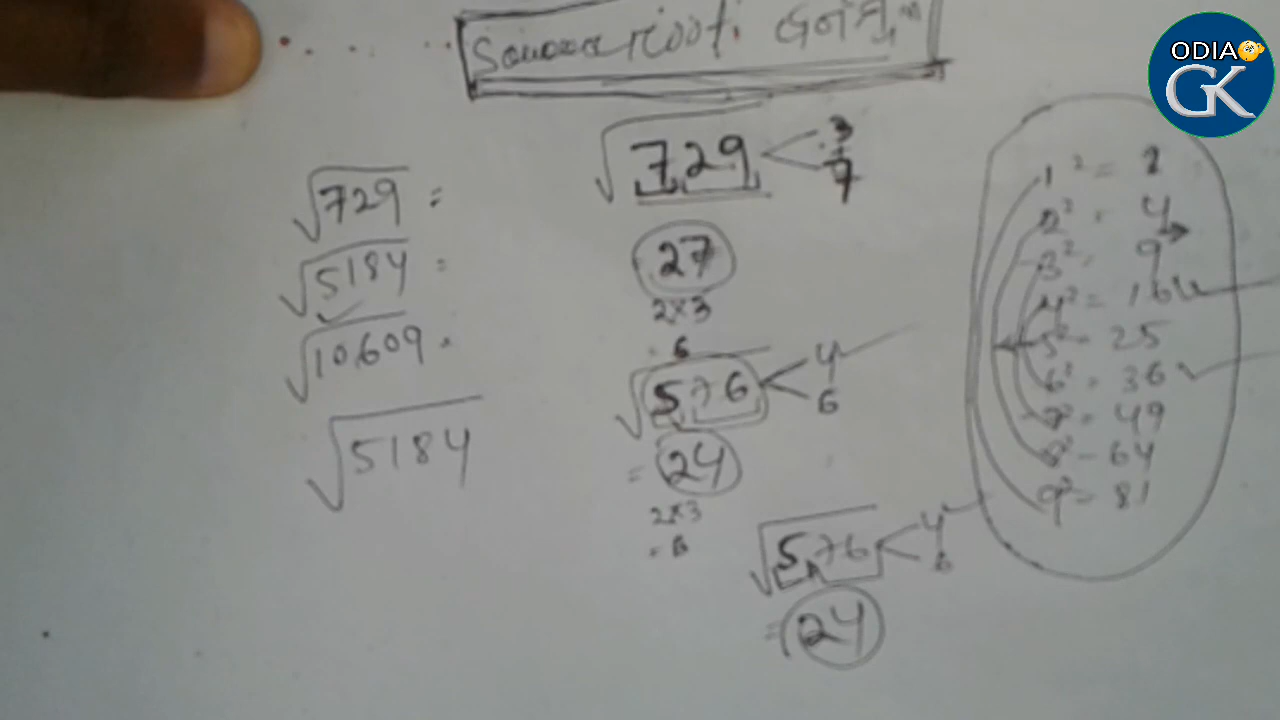 ODIA
GK
Square root
√729 =
√5184 =
√10,609 =
√5184
√729 < 3
7
27
2×3
6
√576 < 4
6
= 24
2×3
= 6
√576 < 4
6
= 24
1² = 1
2² = 4
3² = 9
4² = 16
5² = 25
6² = 36
7² = 49
8² = 64
9² = 81